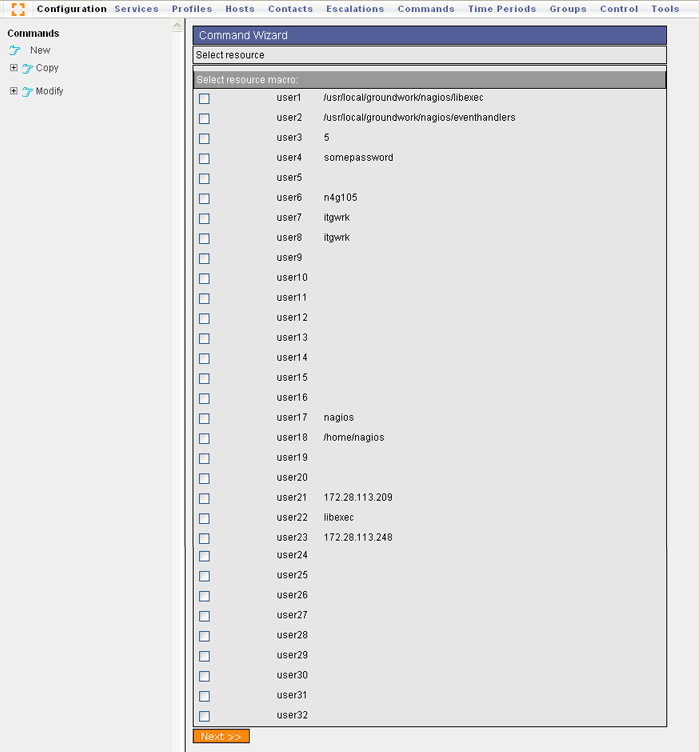 Configuration Services Profiles Hosts Contacts Escalations Commands Time Periods Groups Control Tools
Commands
New
Copy
Modify
Command Wizard
Select resource
Select resource macro:
user1 /usr/local/groundwork/nagios/libexec
user2 /usr/local/groundwork/nagios/eventhandlers
user3 5
user4 somepassword
user5
user6 n4g105
user7 itgwrk
user8 itgwrk
user9
user10
user11
user12
user13
user14
user15
user16
user17 nagios
user18 /home/nagios
user19
user20
user21 172.28.113.209
user22 libexec
user23 172.28.113.248
user24
user25
user26
user27
user28
user29
user30
user31
user32
Next >>